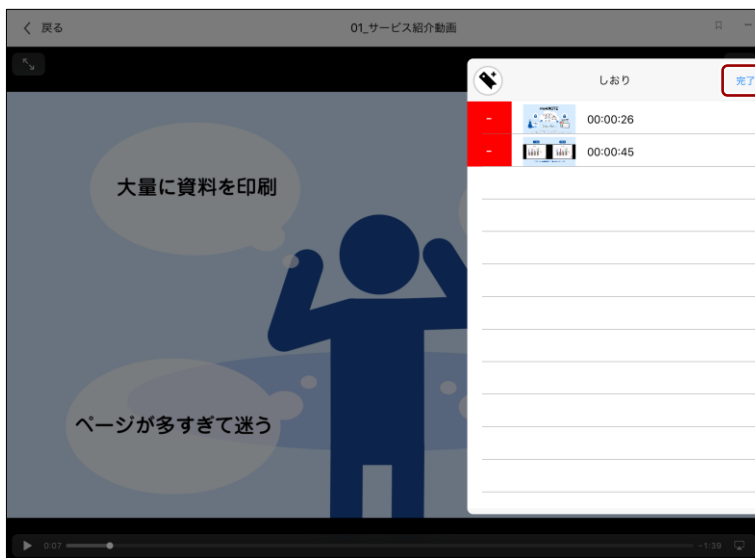 戻る
01_サービス紹介動画
しおり
完了
00:00:26
00:00:45
大量に資料を印刷
ページが多すぎて迷う
0:07
-1:39